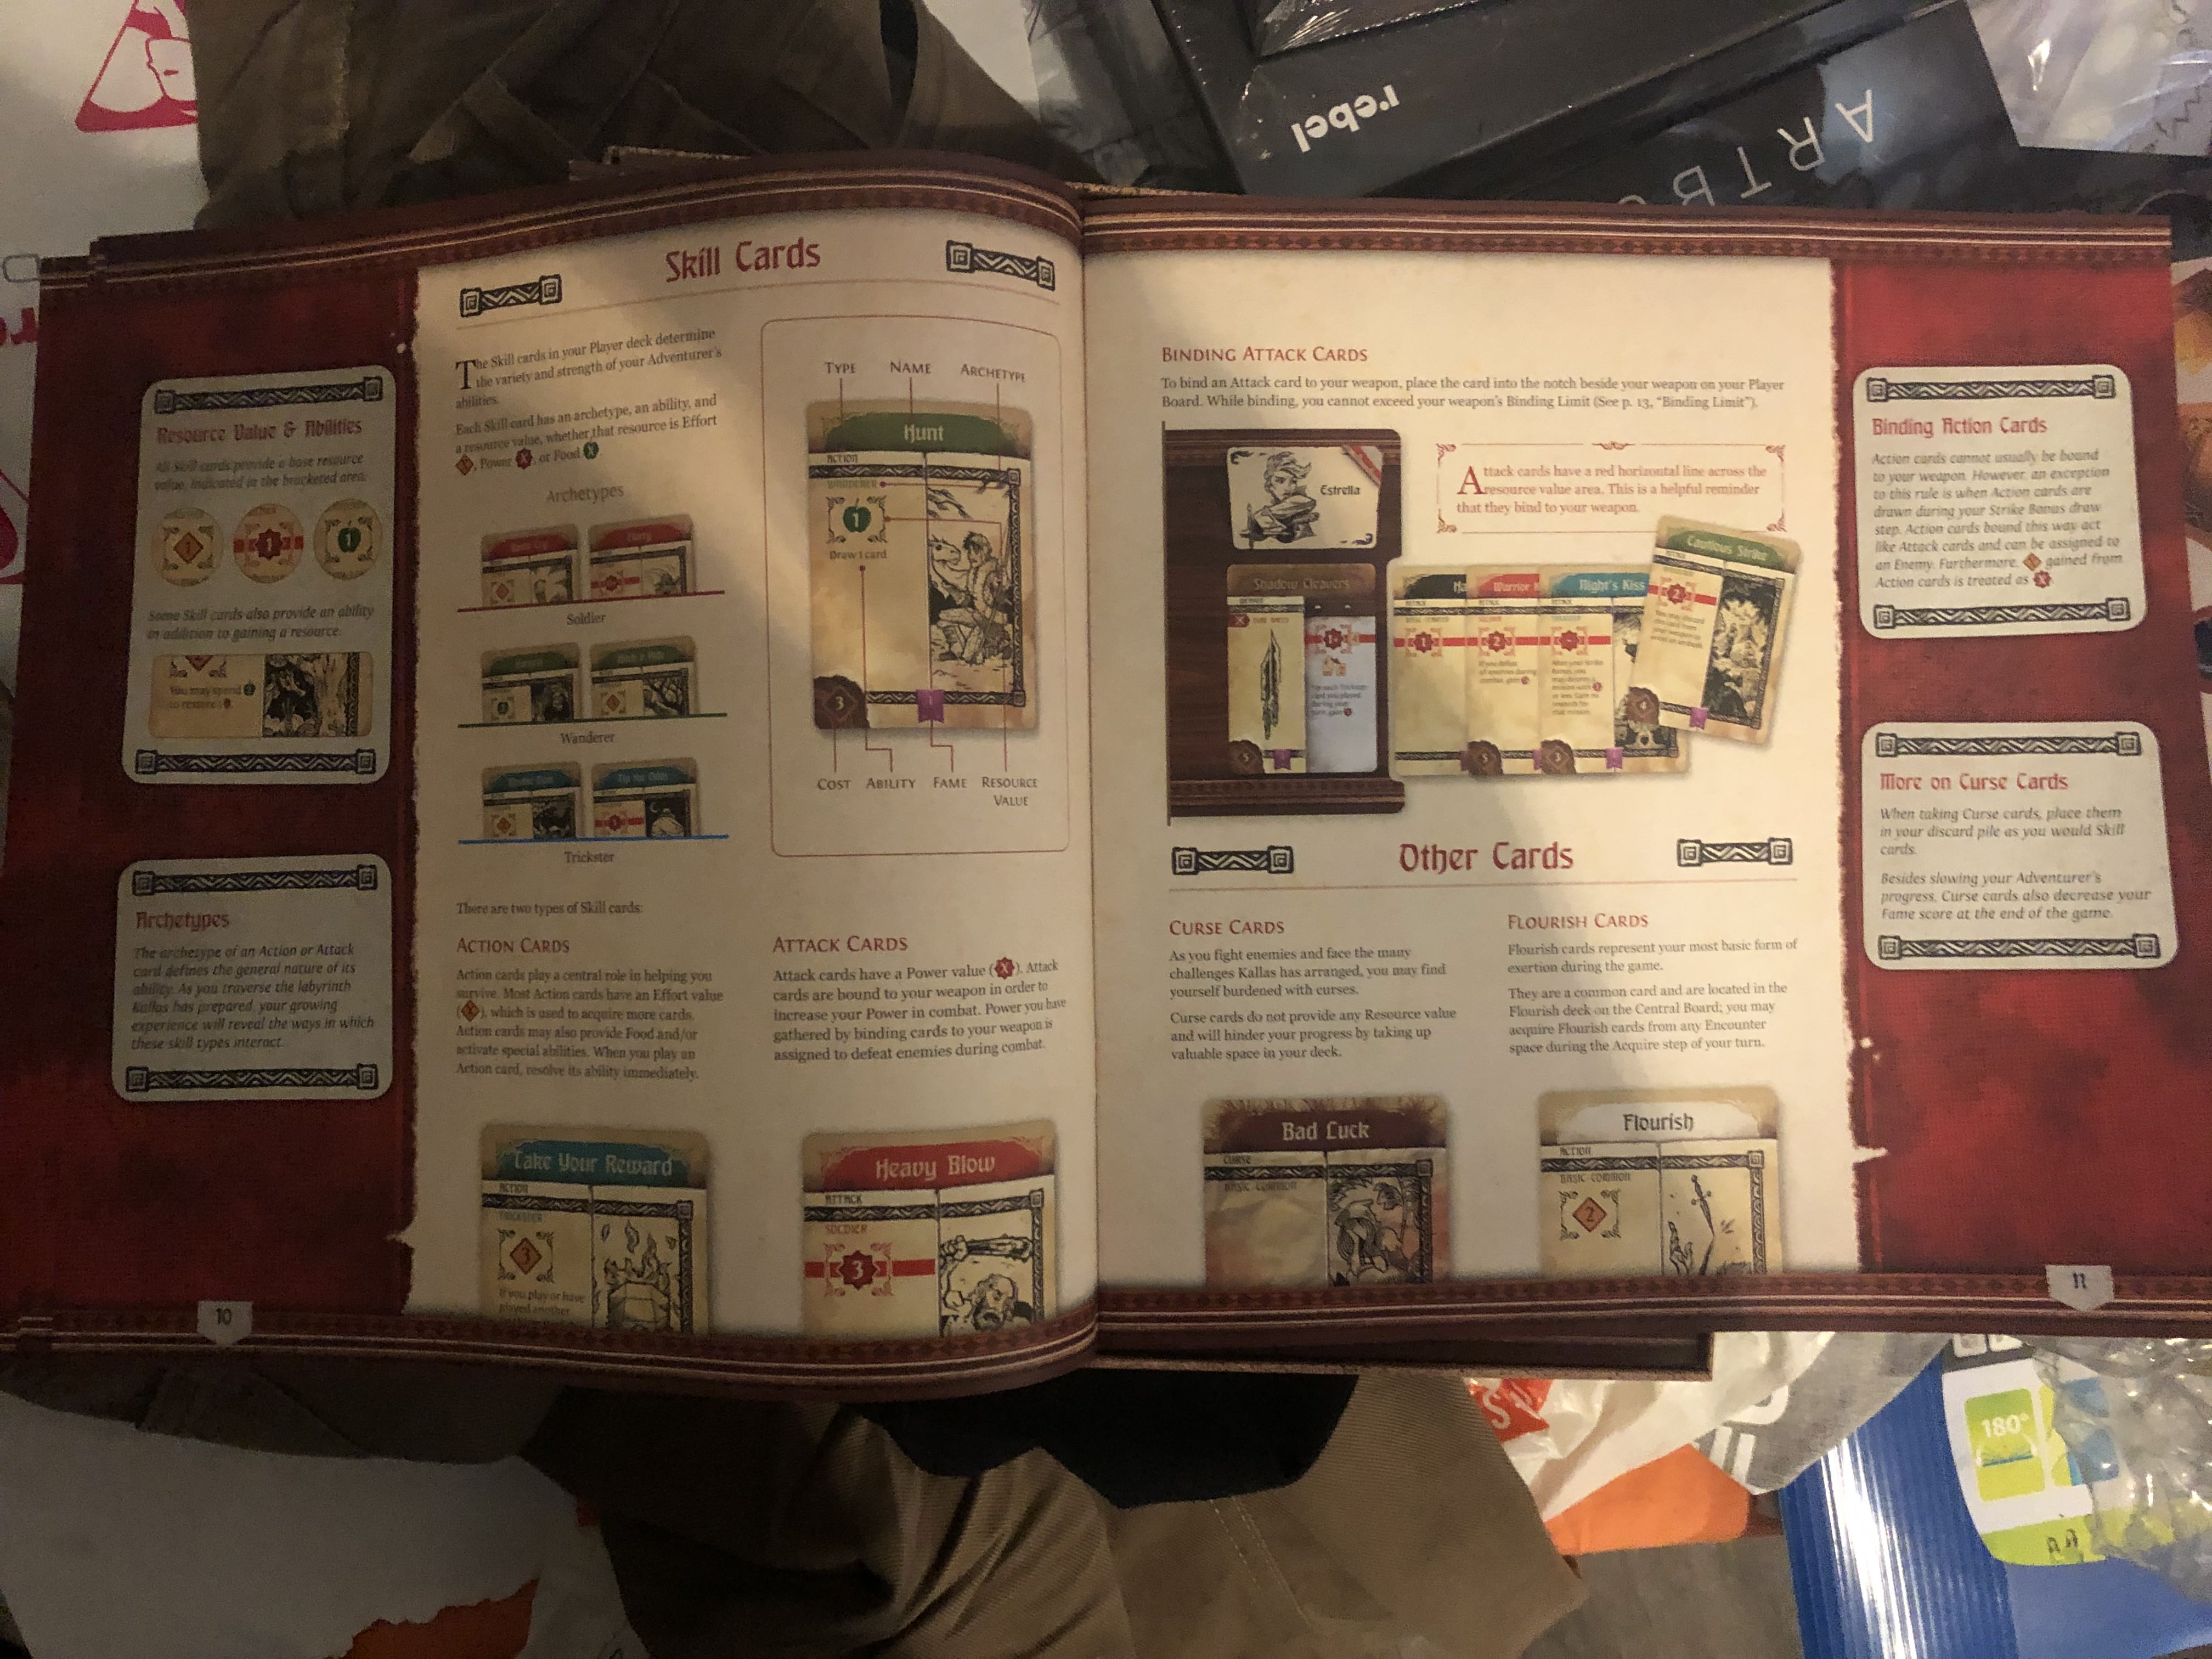 rebel
ARTBO
Skill Cards
Resource Value & Abilities
All Skill cards provide a base resource
value, indicated in the bracketed area.
1
1
1
Some Skill cards also provide an ability
in addition to gaining a resource.
You may spend
to restore
Archetypes
The archetype of an Action or Attack
card defines the general nature of its
ability. As you traverse the labyrinth
Kallas has prepared, your growing
experience will reveal the ways in which
these skill types interact.
10
The Skill cards in your Player deck determine
the variety and strength of your Adventurer's
abilities.
Each Skill card has an archetype, an ability, and
a resource value, whether that resource is Effort
X, Power X, or Food X
Archetypes
Flurry
Soldier
Wanderer
Trickster
TYPE NAME ARCHETYPE
Hunt
ACTION
WANDERER
1
Draw 1 card
3
1
COST ABILITY FAME RESOURCE
VALUE
There are two types of Skill cards:
ACTION CARDS
Action cards play a central role in helping you
survive. Most Action cards have an Effort value
(X), which is used to acquire more cards.
Action cards may also provide Food and/or
activate special abilities. When you play an
Action card, resolve its ability immediately.
Take Your Reward
ACTION
TRICKSTER
3
If you play or have
played another
ATTACK CARDS
Attack cards have a Power value (X). Attack
cards are bound to your weapon in order to
increase your Power in combat. Power you have
gathered by binding cards to your weapon is
assigned to defeat enemies during combat.
Heavy Blow
ATTACK
SOLDIER
3
BINDING ATTACK CARDS
To bind an Attack card to your weapon, place the card into the notch beside your weapon on your Player
Board. While binding, you cannot exceed your weapon's Binding Limit (See p. 13, "Binding Limit").
Estrella
Attack cards have a red horizontal line across the
resource value area. This is a helpful reminder
that they bind to your weapon.
Shadow Cleavers
Ha
Warrior
Night's Kiss
Cautious Strike
1
2
2
Other Cards
CURSE CARDS
As you fight enemies and face the many
challenges Kallas has arranged, you may find
yourself burdened with curses.
Curse cards do not provide any Resource value
and will hinder your progress by taking up
valuable space in your deck.
Bad Luck
CURSE
BASIC COMMON
FLOURISH CARDS
Flourish cards represent your most basic form of
exertion during the game.
They are a common card and are located in the
Flourish deck on the Central Board; you may
acquire Flourish cards from any Encounter
space during the Acquire step of your turn.
Flourish
ACTION
BASIC COMMON
2
Binding Action Cards
Action cards cannot usually be bound
to your weapon. However, an exception
to this rule is when Action cards are
drawn during your Strike Bonus draw
step. Action cards bound this way act
like Attack cards and can be assigned to
an Enemy. Furthermore, X gained from
Action cards is treated as X
More on Curse Cards
When taking Curse cards, place them
in your discard pile as you would Skill
cards.
Besides slowing your Adventurer's
progress, Curse cards also decrease your
Fame score at the end of the game.
11
180°